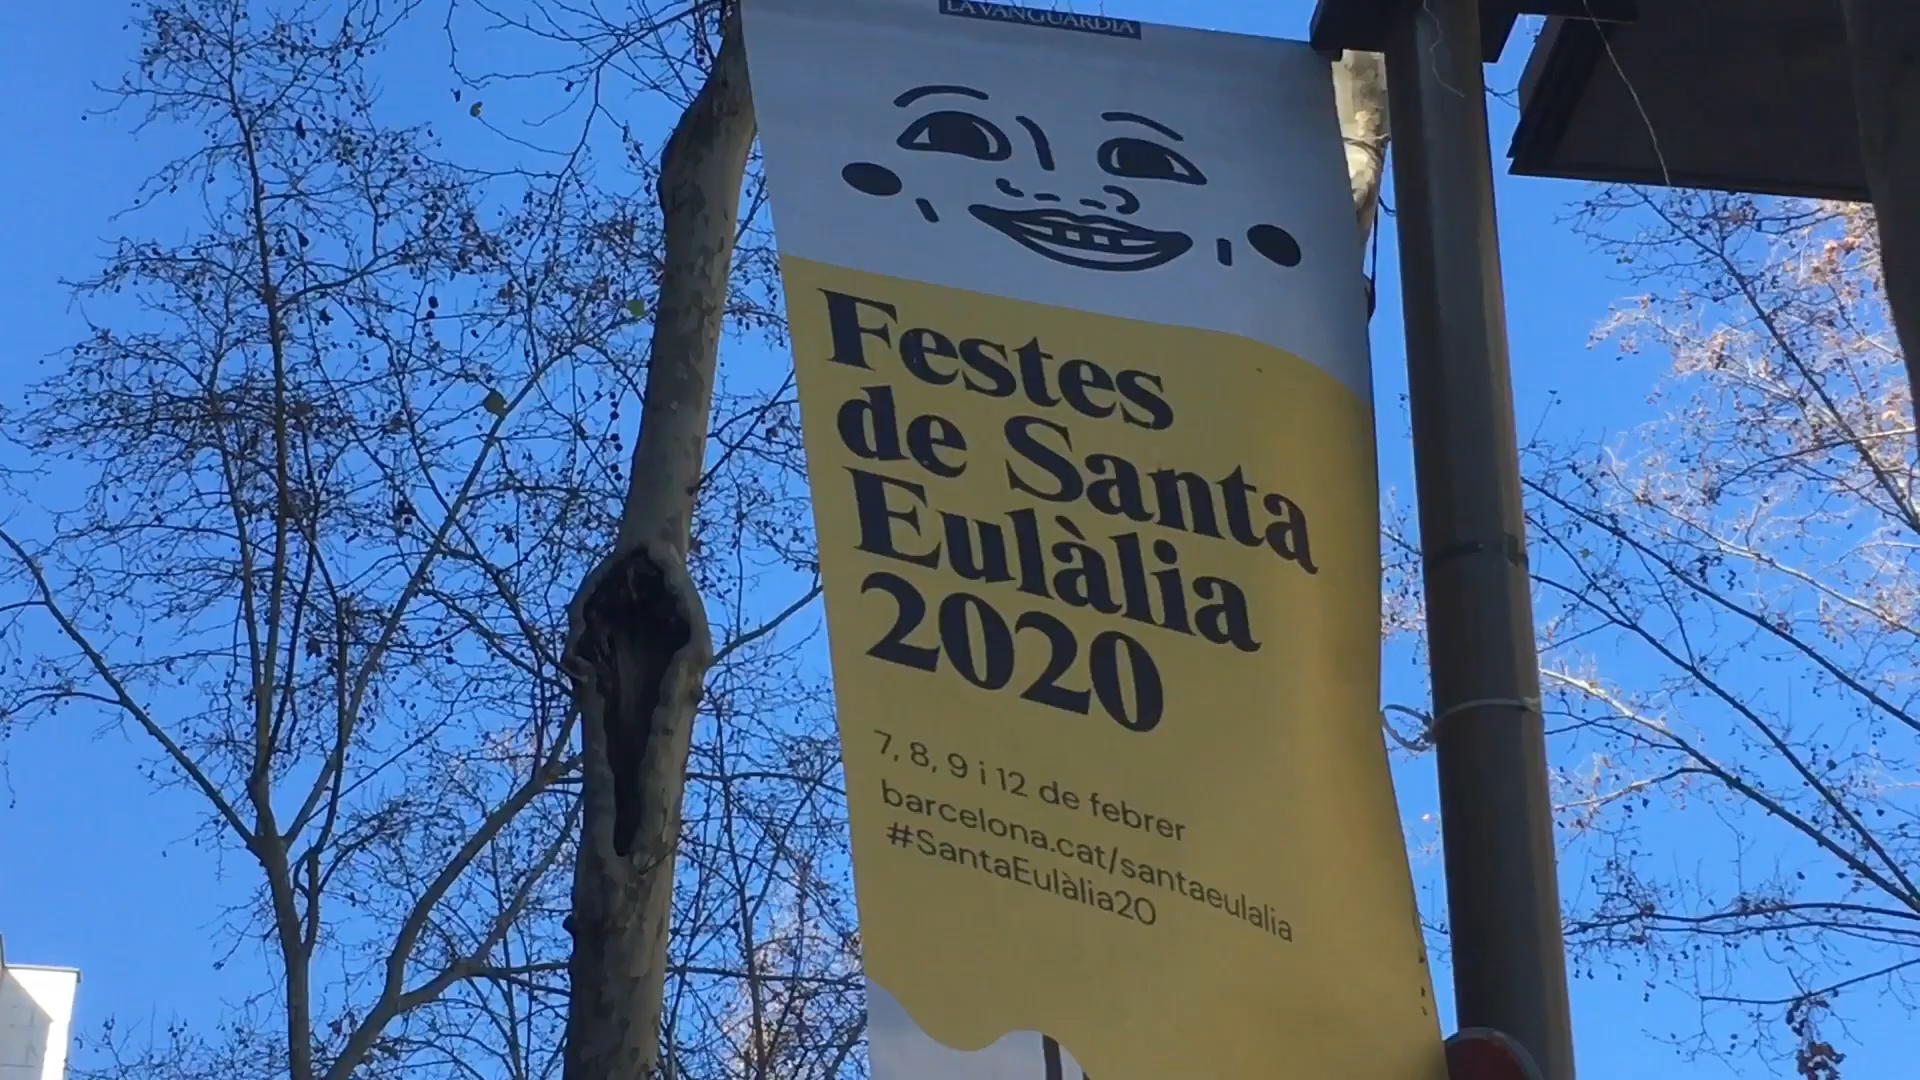 LA VANGUARDIA
Festes
de Santa
Eulàlia
2020
7, 8, 9 i 12 de febrer
barcelona.cat/santaeulalia
#SantaEulàlia20